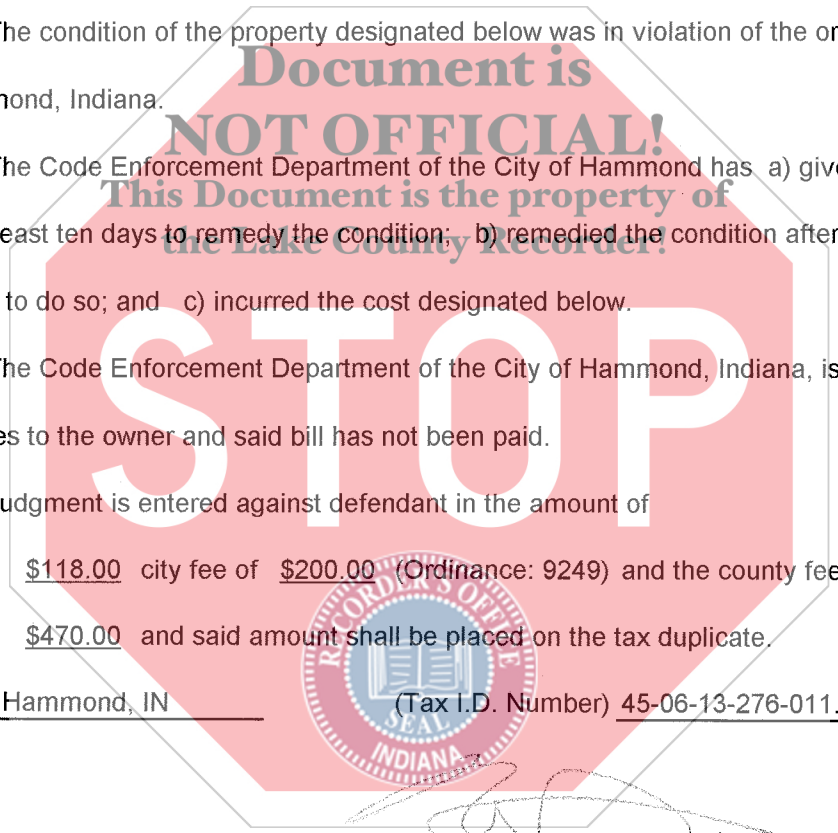 he condition of the property designated below was in violation of the or
Document is
nond, Indiana.
NOT OFFICIAL!
he Code Enforcement Department of the City of Hammond has a) give
This Document is the property of
east ten days to remedy the Condition; b) remedied the condition after
the Lake County Recorder!
to do so; and c) incurred the cost designated below.
he Code Enforcement Department of the City of Hammond, Indiana, is
STOP
es to the owner and said bill has not been paid.
udgment is entered against defendant in the amount of
$118.00 city fee of $200.00 (Ordinance: 9249) and the county fee
RECORDER'S OFFICE
$470.00 and said amount shall be placed on the tax duplicate.
Hammond, IN (Tax I.D. Number) 45-06-13-276-011.
SEAL
INDIANA